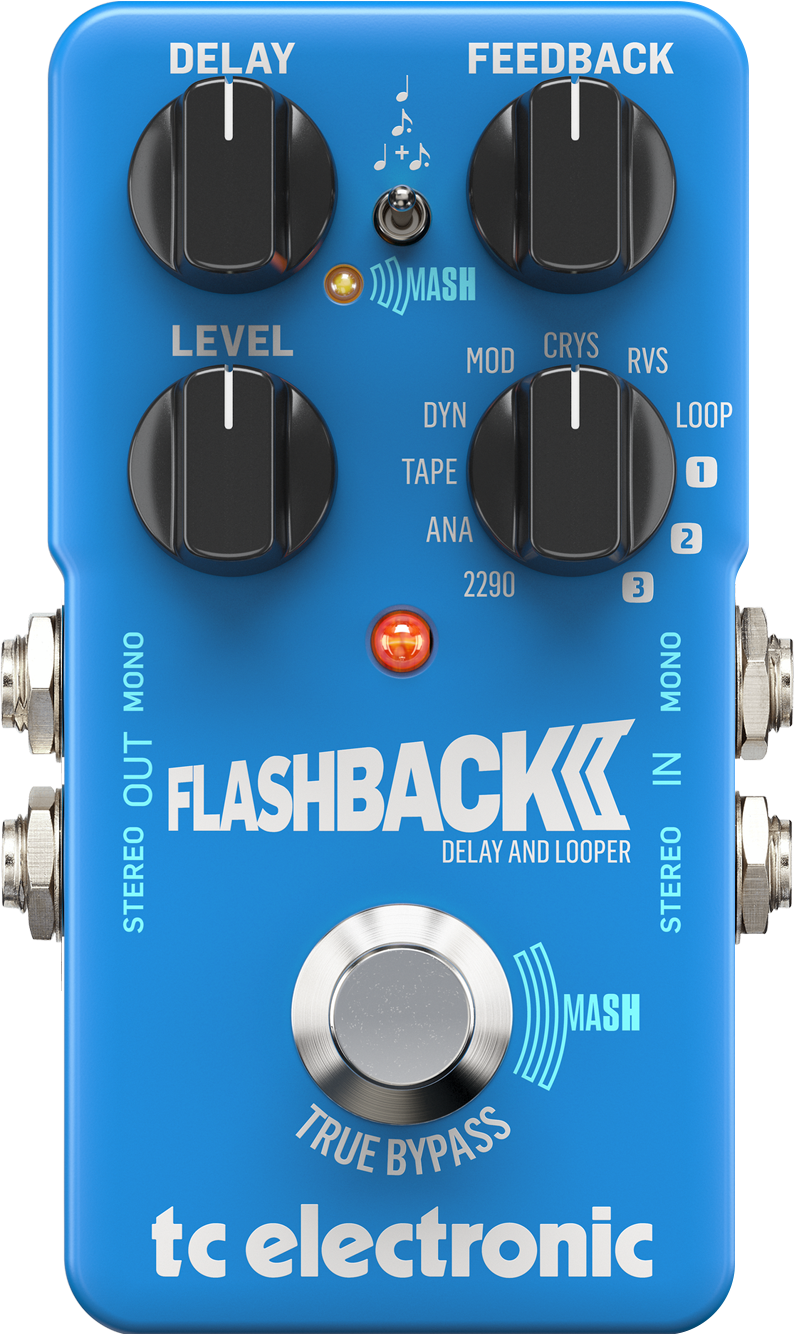 DELAY
FEEDBACK
+
MASH
LEVEL
MOD
CRYS
RVS
DYN
LOOP
TAPE
1
ANA
2
2290
3
STEREO OUT MONO
STEREO IN MONO
FLASHBACK
DELAY AND LOOPER
MASH
TRUE BYPASS
tc electronic